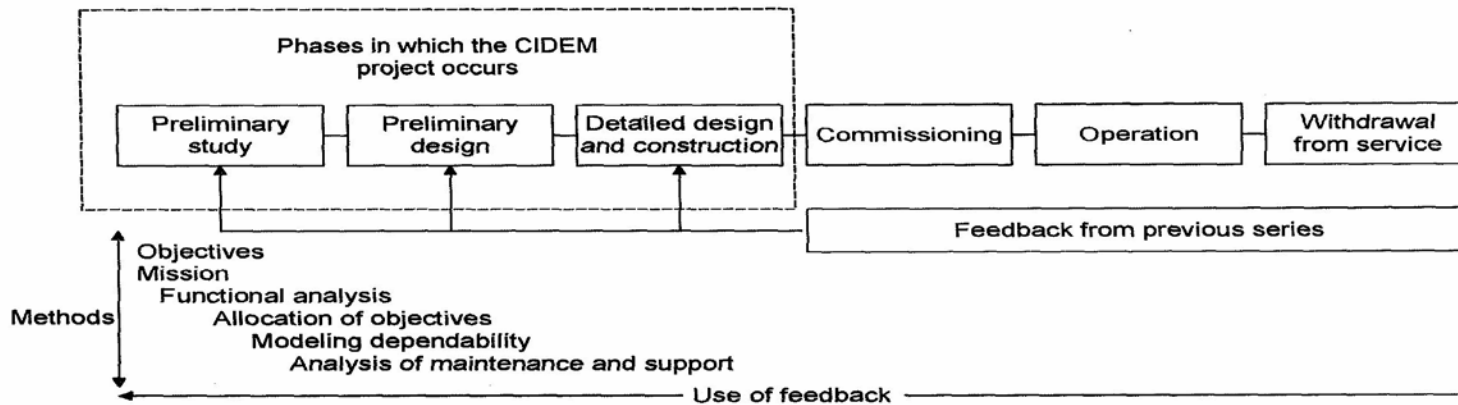 Phases in which the CIDEM
project occurs
Preliminary
study
Preliminary
design
Detailed design
and construction
Commissioning
Operation
Withdrawal
from service
Feedback from previous series
Objectives
Mission
Functional analysis
Methods
Allocation of objectives
Modeling dependability
Analysis of maintenance and support
Use of feedback